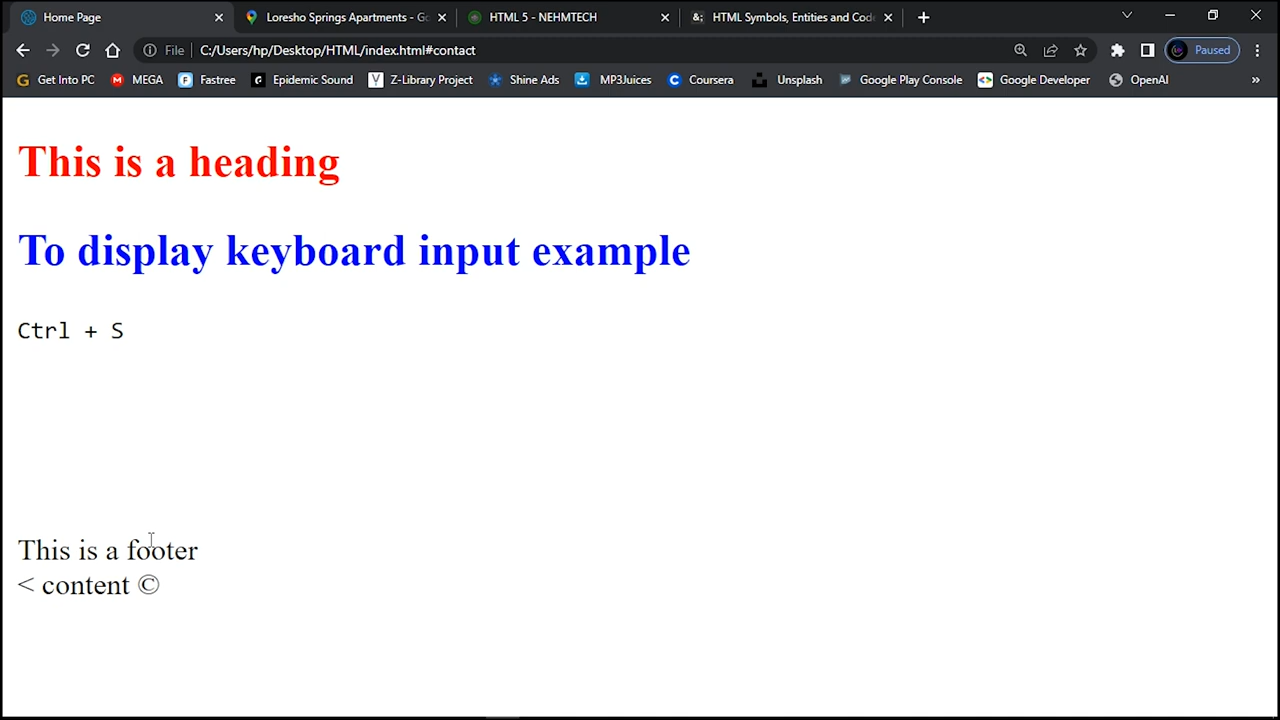 Home Page
Loresho Springs Apartments - Go
HTML 5 - NEHMTECH
&; HTML Symbols, Entities and Code
File C:/Users/hp/Desktop/HTML/index.html#contact
Paused
G Get Into PC
M MEGA
F Fastree
Epidemic Sound
Y Z-Library Project
Shine Ads
MP3Juices
C Coursera
Unsplash
Google Play Console
<> Google Developer
OpenAI
»
This is a heading
To display keyboard input example
Ctrl + S
This is a footer
< content ©